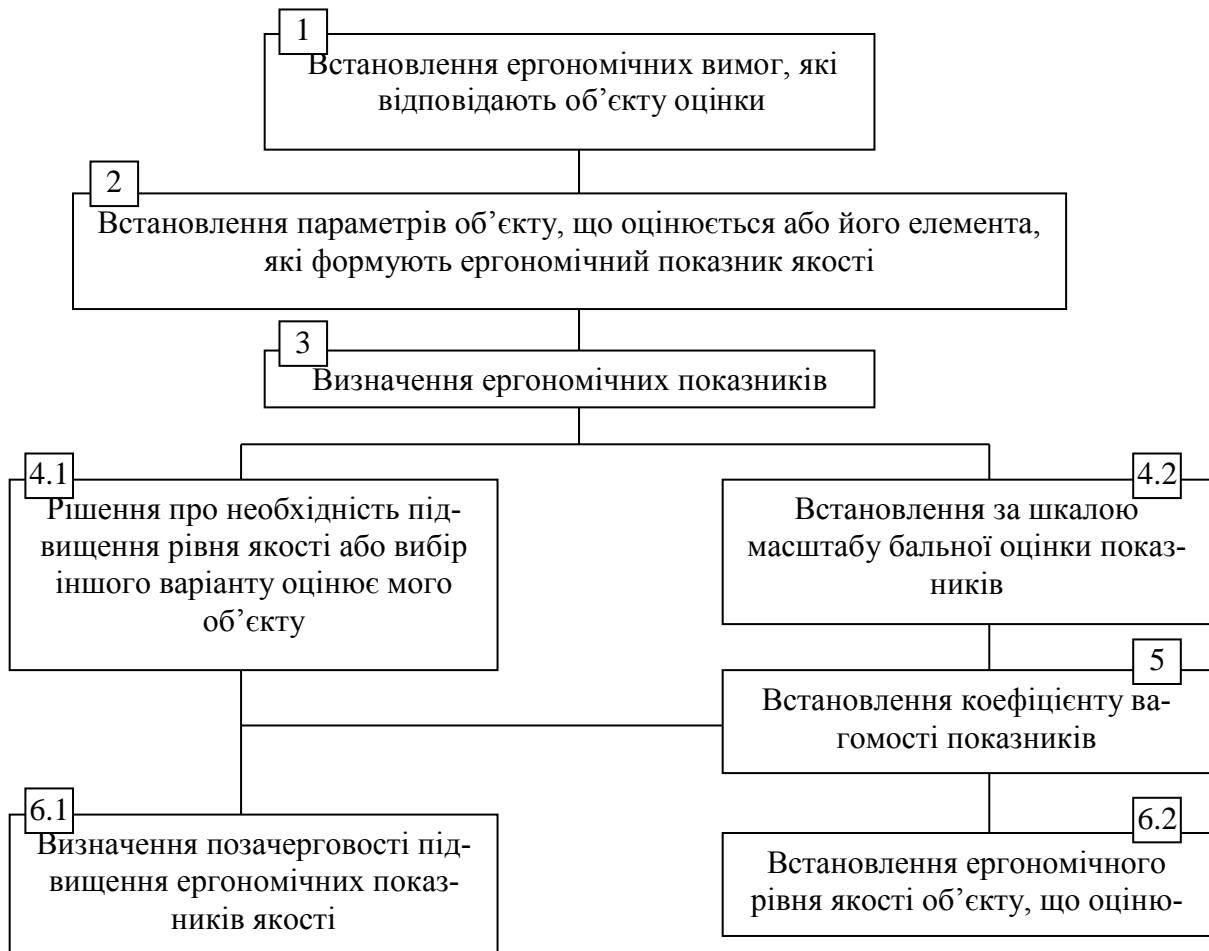 1
Встановлення ергономічних вимог, які
відповідають об’єкту оцінки
2
Встановлення параметрів об’єкту, що оцінюється або його елемента,
які формують ергономічний показник якості
3
Визначення ергономічних показників
4.1
Рішення про необхідність під-
вищення рівня якості або вибір
іншого варіанту оцінює мого
об’єкту
4.2
Встановлення за шкалою
масштабу бальної оцінки показ-
ників
5
Встановлення коефіцієнту ва-
гомості показників
6.1
Визначення позачерговості під-
вищення ергономічних показ-
ників якості
6.2
Встановлення ергономічного
рівня якості об’єкту, що оціню-